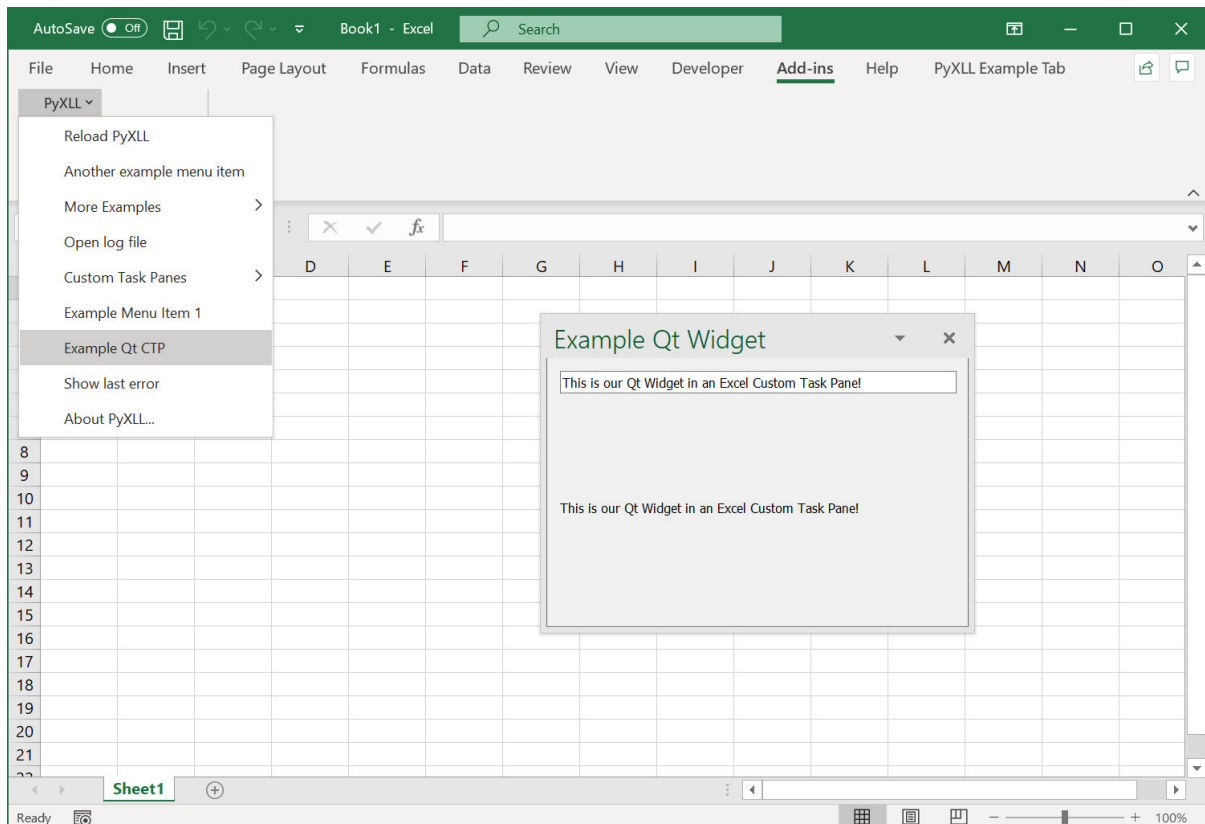 AutoSave Off Book1 - Excel Search
File Home Insert Page Layout Formulas Data Review View Developer Add-ins Help PyXLL Example Tab
PyXLL
Reload PyXLL
Another example menu item
More Examples
Open log file
Custom Task Panes
Example Menu Item 1
Example Qt CTP
Show last error
About PyXLL...
fx
D E F G H I J K L M N O
Example Qt Widget
This is our Qt Widget in an Excel Custom Task Pane!
This is our Qt Widget in an Excel Custom Task Pane!
8
9
10
11
12
13
14
15
16
17
18
19
20
21
Sheet1
Ready 100%